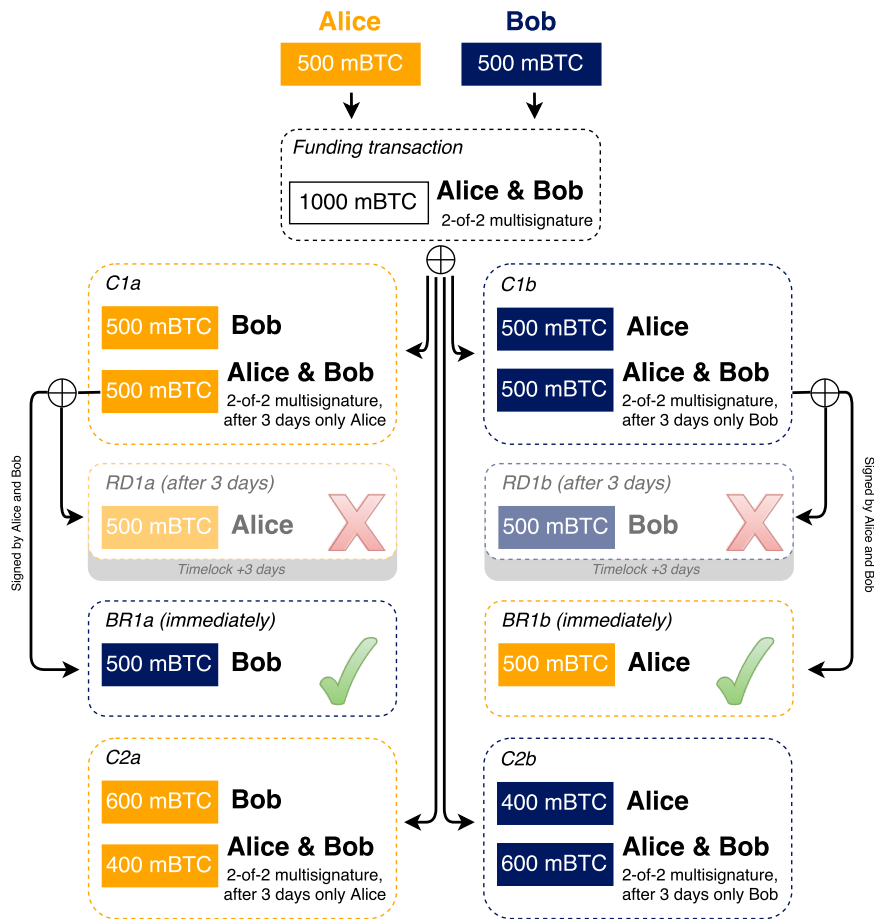 Alice
Bob
500 mBTC
500 mBTC
Funding transaction
1000 mBTC
Alice & Bob
2-of-2 multisignature
C1a
500 mBTC
Bob
500 mBTC
Alice & Bob
2-of-2 multisignature,
after 3 days only Alice
C1b
500 mBTC
Alice
500 mBTC
Alice & Bob
2-of-2 multisignature,
after 3 days only Bob
Signed by Alice and Bob
RD1a (after 3 days)
500 mBTC
Alice
Timelock +3 days
RD1b (after 3 days)
500 mBTC
Bob
Timelock +3 days
Signed by Alice and Bob
BR1a (immediately)
500 mBTC
Bob
BR1b (immediately)
500 mBTC
Alice
C2a
600 mBTC
Bob
400 mBTC
Alice & Bob
2-of-2 multisignature,
after 3 days only Alice
C2b
400 mBTC
Alice
600 mBTC
Alice & Bob
2-of-2 multisignature,
after 3 days only Bob